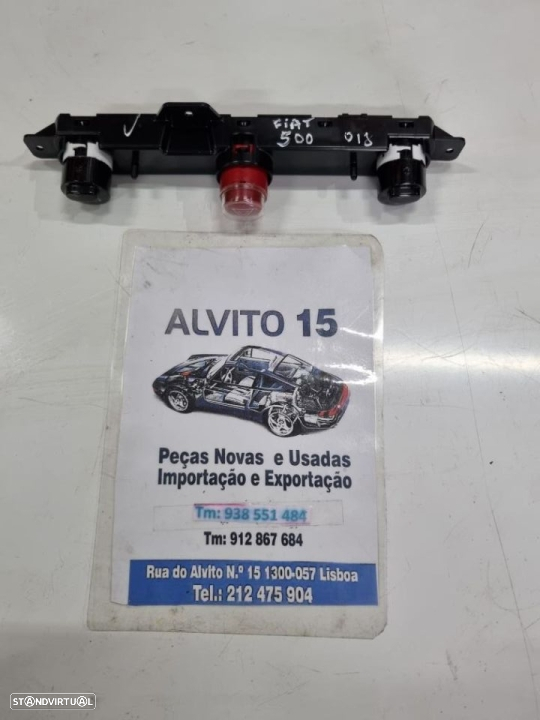 FiAT
500 013
ALVITO 15
Peças Novas e Usadas
Importação e Exportação
Tm: 938 551 484
Tm: 912 867 684
Rua do Alvito N.º 15 1300-057 Lisboa
Tel.: 212 475 904
STANDVIRTUAL